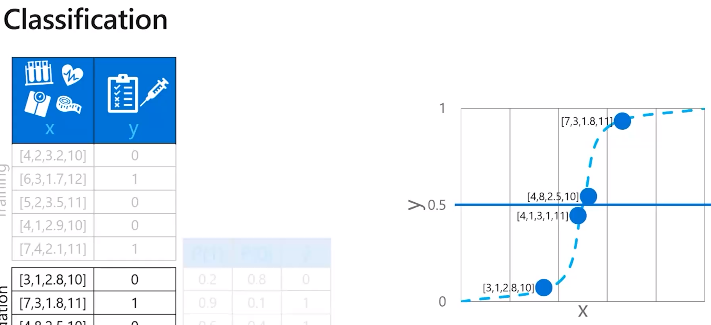 Classification
x y
[4,2,3.2,10] 0
[6,3,1.7,12] 1
[5,2,3.5,11] 0
[4,1,2.9,10] 0
[7,4,2.1,11] 1
[3,1,2.8,10] 0
[7,3,1.8,11] 1
P(1) P(0) ŷ
0.2 0.8 0
0.9 0.1 1
1
[7,3,1.8,11]
[4,8,2.5,10]
y 0.5
[4,1,3,1,11]
[3,1,2.8,10]
0
x